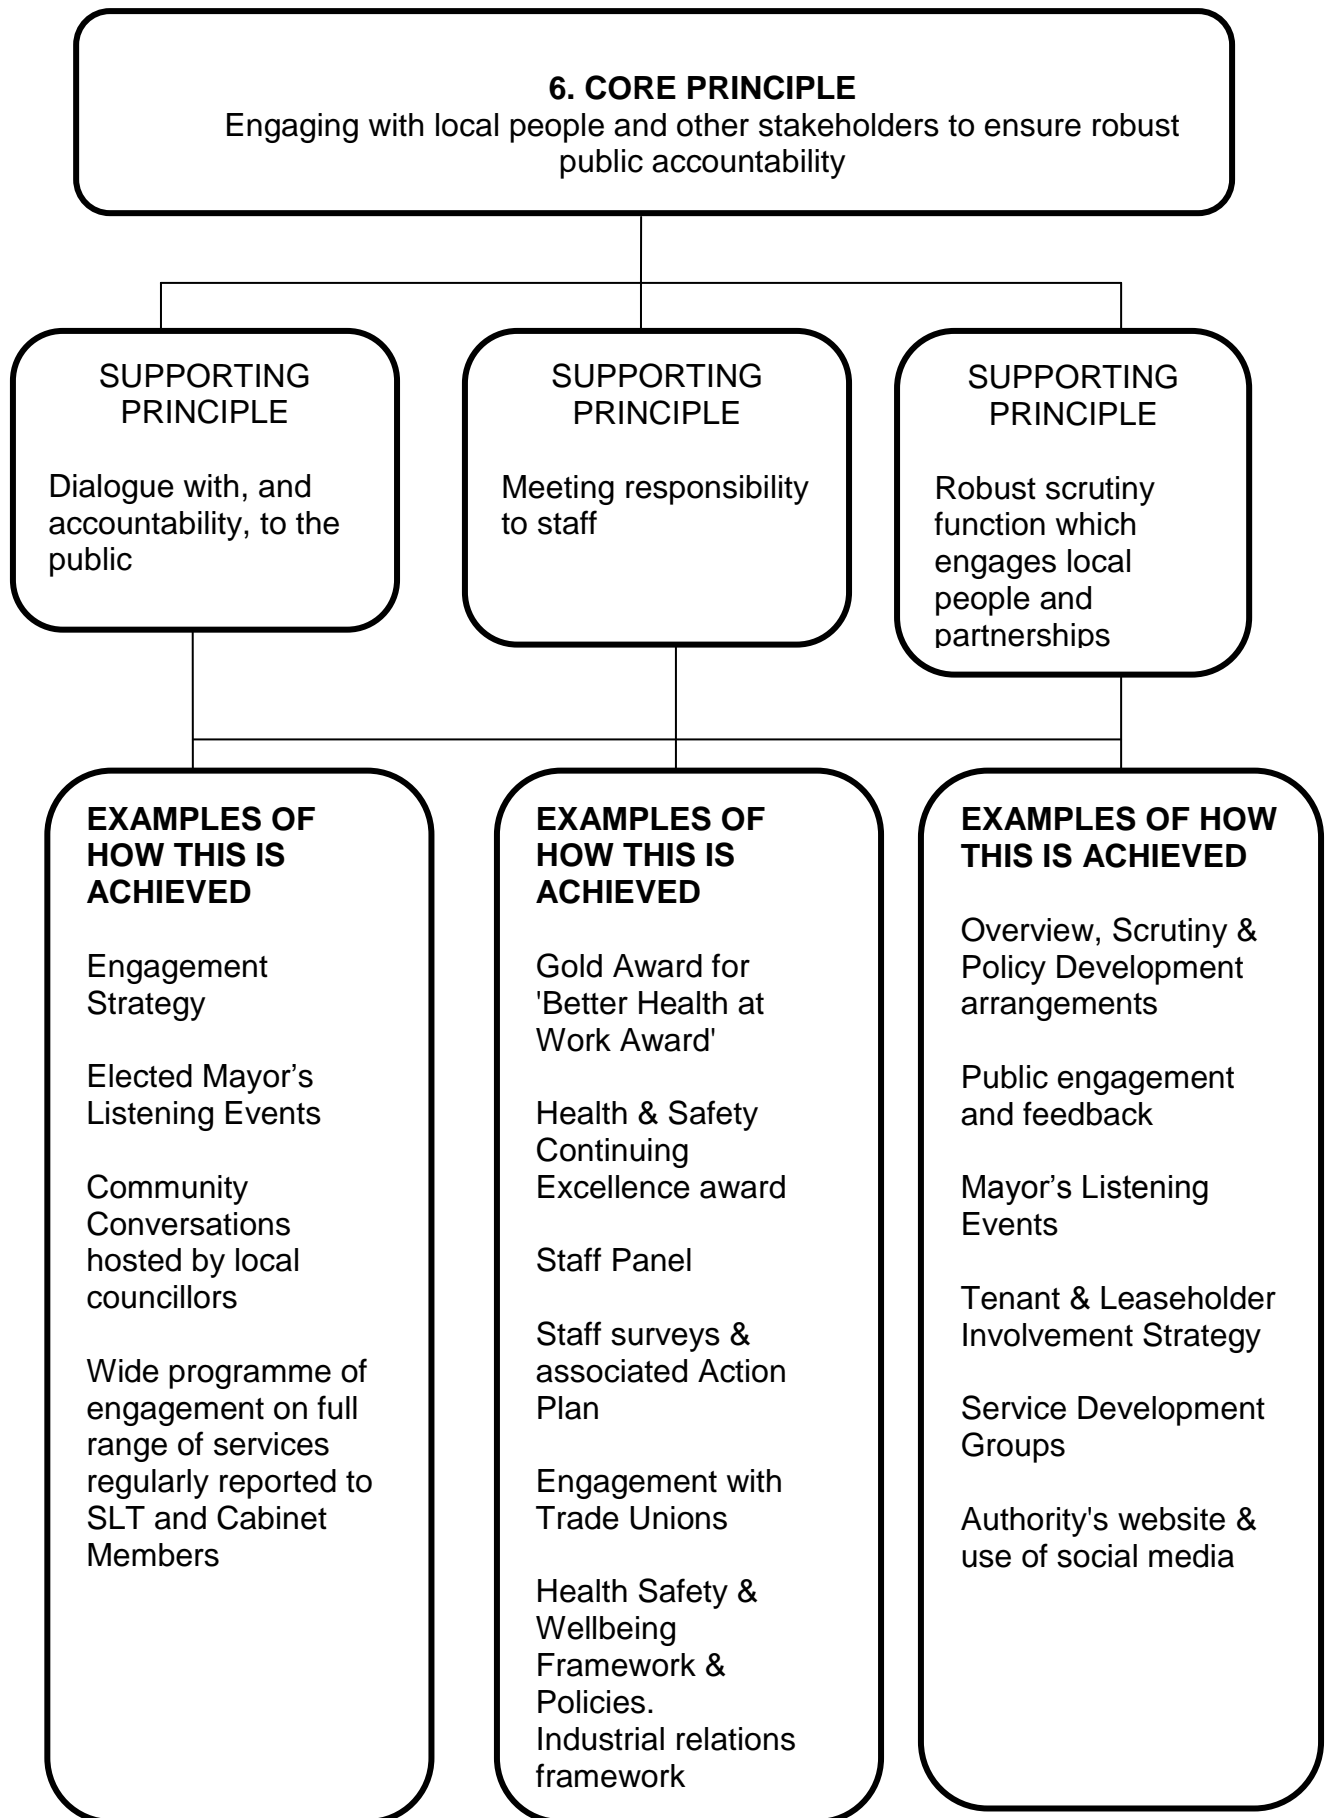 6. CORE PRINCIPLE
Engaging with local people and other stakeholders to ensure robust
public accountability
SUPPORTING
PRINCIPLE
Dialogue with, and
accountability, to the
public
SUPPORTING
PRINCIPLE
Meeting responsibility
to staff
SUPPORTING
PRINCIPLE
Robust scrutiny
function which
engages local
people and
partnerships
EXAMPLES OF
HOW THIS IS
ACHIEVED
Engagement
Strategy
Elected Mayor’s
Listening Events
Community
Conversations
hosted by local
councillors
Wide programme of
engagement on full
range of services
regularly reported to
SLT and Cabinet
Members
EXAMPLES OF
HOW THIS IS
ACHIEVED
Gold Award for
'Better Health at
Work Award'
Health & Safety
Continuing
Excellence award
Staff Panel
Staff surveys &
associated Action
Plan
Engagement with
Trade Unions
Health Safety &
Wellbeing
Framework &
Policies.
Industrial relations
framework
EXAMPLES OF HOW
THIS IS ACHIEVED
Overview, Scrutiny &
Policy Development
arrangements
Public engagement
and feedback
Mayor’s Listening
Events
Tenant & Leaseholder
Involvement Strategy
Service Development
Groups
Authority's website &
use of social media